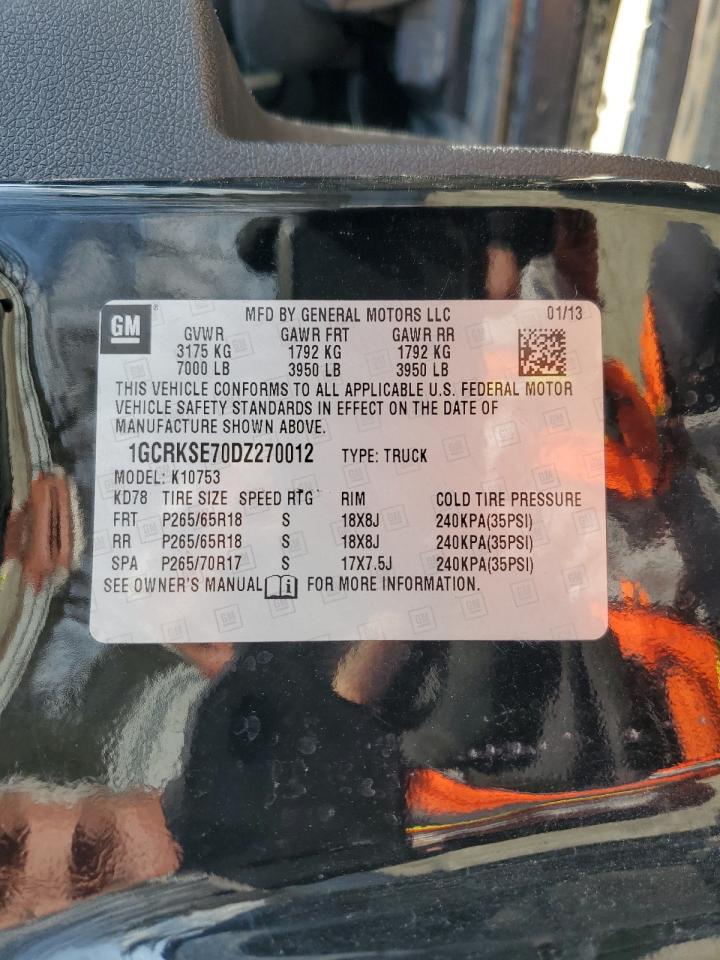 GM ® MFD BY GENERAL MOTORS LLC 01/13
GVWR GAWR FRT GAWR RR
3175 KG 1792 KG 1792 KG
7000 LB 3950 LB 3950 LB
THIS VEHICLE CONFORMS TO ALL APPLICABLE U.S. FEDERAL MOTOR
VEHICLE SAFETY STANDARDS IN EFFECT ON THE DATE OF
MANUFACTURE SHOWN ABOVE.
1GCRKSE70DZ270012 TYPE: TRUCK
MODEL: K10753
KD78 TIRE SIZE SPEED RTG RIM COLD TIRE PRESSURE
FRT P265/65R18 S 18X8J 240KPA(35PSI)
RR P265/65R18 S 18X8J 240KPA(35PSI)
SPA P265/70R17 S 17X7.5J 240KPA(35PSI)
SEE OWNER'S MANUAL FOR MORE INFORMATION.